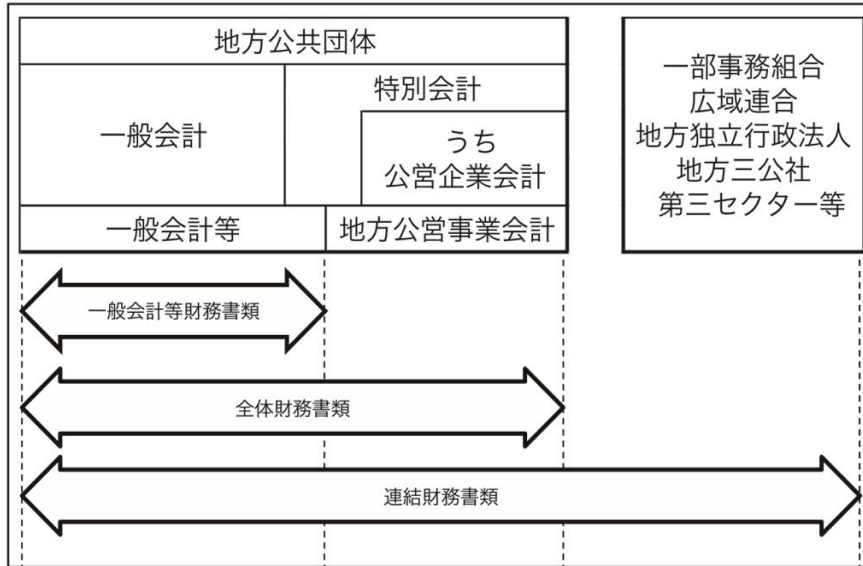 地方公共団体
一般会計
特別会計
うち
公営企業会計
一般会計等
地方公営事業会計
一部事務組合
広域連合
地方独立行政法人
地方三公社
第三セクター等
一般会計等財務書類
全体財務書類
連結財務書類